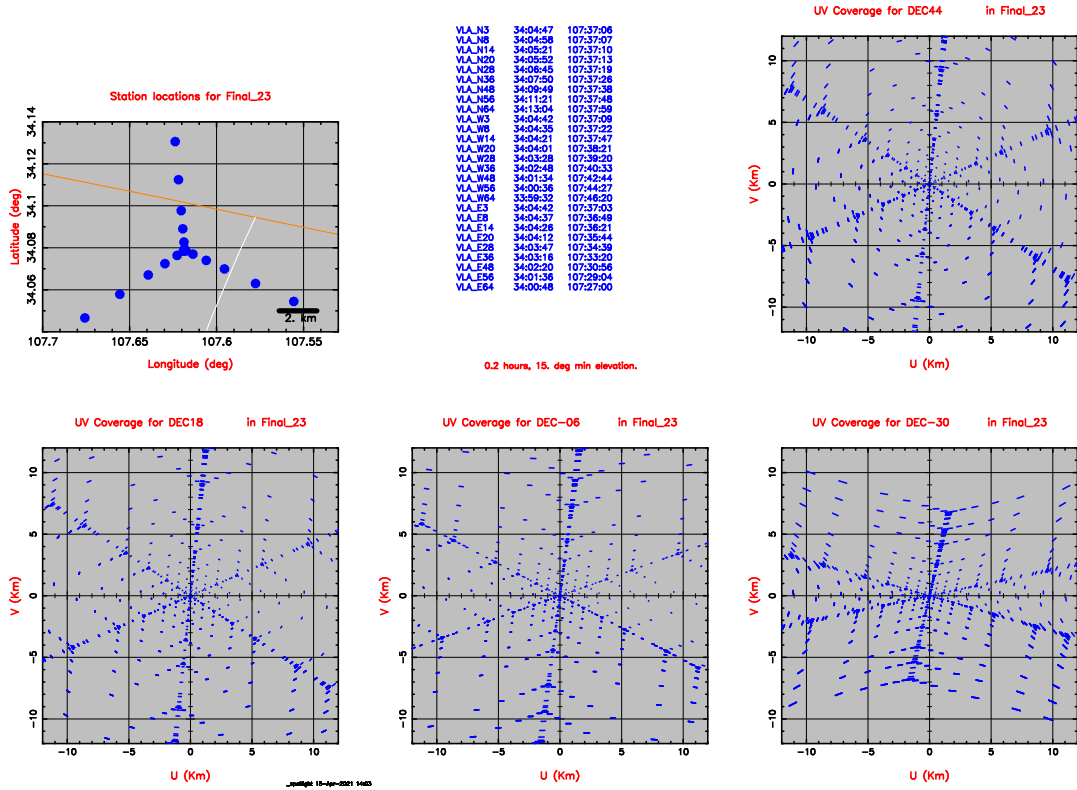 UV Coverage for DEC44 in Final_23
VLA_N3 34:04:47 107:37:06
VLA_N8 34:04:58 107:37:07
VLA_N14 34:05:21 107:37:10
VLA_N20 34:05:52 107:37:13
VLA_N28 34:06:45 107:37:19
VLA_N36 34:07:50 107:37:26
VLA_N48 34:09:49 107:37:38
VLA_N56 34:11:21 107:37:48
VLA_N64 34:13:04 107:37:59
VLA_W3 34:04:42 107:37:09
VLA_W8 34:04:35 107:37:22
VLA_W14 34:04:21 107:37:47
VLA_W20 34:04:01 107:38:21
VLA_W28 34:03:28 107:39:20
VLA_W36 34:02:46 107:40:33
VLA_W48 34:01:34 107:42:44
VLA_W56 34:00:36 107:44:27
VLA_W64 33:59:32 107:46:20
VLA_E3 34:04:42 107:37:03
VLA_E8 34:04:37 107:36:49
VLA_E14 34:04:26 107:36:21
VLA_E20 34:04:12 107:35:44
VLA_E28 34:03:47 107:34:39
VLA_E36 34:03:16 107:33:20
VLA_E48 34:02:20 107:30:56
VLA_E56 34:01:36 107:29:04
VLA_E64 34:00:48 107:27:00
Station locations for Final_23
34.14
34.12
34.1
34.08
34.06
Latitude (deg)
2. km
107.7 107.65 107.6 107.55
Longitude (deg)
0.2 hours, 15. deg min elevation.
10
5
0
−5
−10
V (Km)
−10 −5 0 5 10
U (Km)
UV Coverage for DEC18 in Final_23
10
5
0
−5
−10
V (Km)
−10 −5 0 5 10
U (Km)
UV Coverage for DEC−06 in Final_23
10
5
0
−5
−10
V (Km)
−10 −5 0 5 10
U (Km)
UV Coverage for DEC−30 in Final_23
10
5
0
−5
−10
V (Km)
−10 −5 0 5 10
U (Km)
15−Apr−2021 14:03